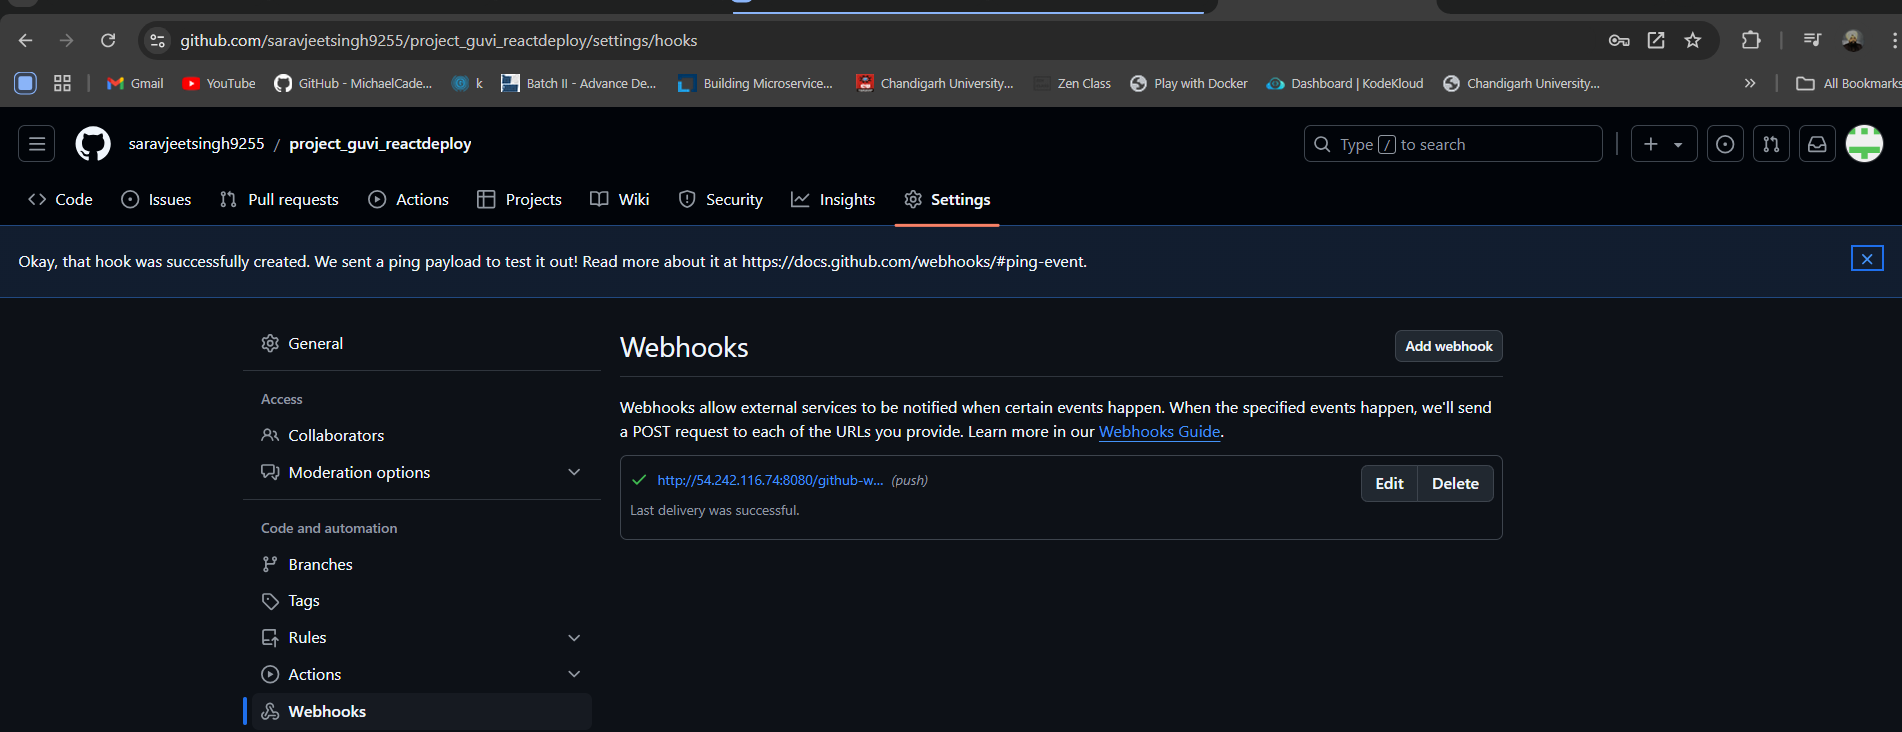 github.com/saravjeetsingh9255/project_guvi_reactdeploy/settings/hooks
Gmail YouTube GitHub - MichaelCade... k Batch II - Advance De... Building Microservice... Chandigarh University... Zen Class Play with Docker Dashboard | KodeKloud Chandigarh University... » All Bookmarks
saravjeetsingh9255 / project_guvi_reactdeploy Type / to search
Code Issues Pull requests Actions Projects Wiki Security Insights Settings
Okay, that hook was successfully created. We sent a ping payload to test it out! Read more about it at https://docs.github.com/webhooks/#ping-event.
General
Access
Collaborators
Moderation options
Code and automation
Branches
Tags
Rules
Actions
Webhooks
Webhooks Add webhook
Webhooks allow external services to be notified when certain events happen. When the specified events happen, we'll send
a POST request to each of the URLs you provide. Learn more in our Webhooks Guide.
http://54.242.116.74:8080/github-w... (push) Edit Delete
Last delivery was successful.